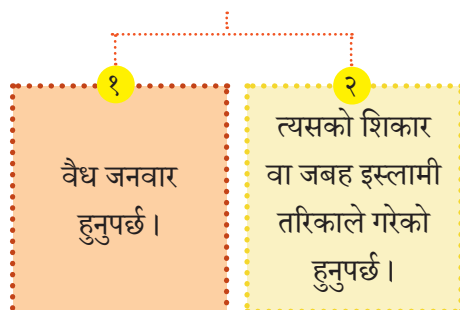 १
वैध जनवार
हुनुपर्छ ।
२
त्यसको शिकार
वा जबह इस्लामी
तरिकाले गरेको
हुनुपर्छ ।